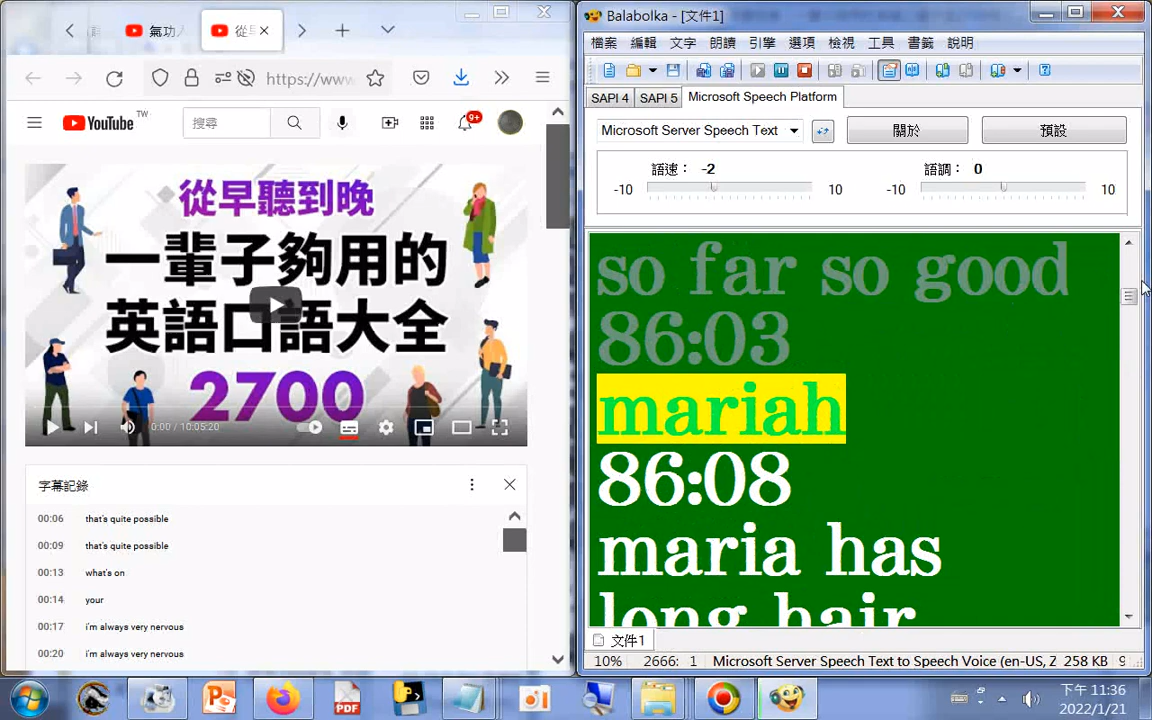 氣功
從
https://www
YouTube TW
搜尋
9+
從早聽到晚
一輩子夠用的
英語口語大全
2700
0:00 / 10:05:20
字幕記錄
00:06 that's quite possible
00:09 that's quite possible
00:13 what's on
00:14 your
00:17 i'm always very nervous
00:20 i'm always very nervous
Balabolka - [文件1]
檔案 編輯 文字 朗讀 引擎 選項 檢視 工具 書籤 說明
SAPI 4 SAPI 5 Microsoft Speech Platform
Microsoft Server Speech Text 關於 預設
語速： -2 語調： 0
-10 10 -10 10
so far so good
86:03
mariah
86:08
maria has
long hair
文件1
10% 2666: 1 Microsoft Server Speech Text to Speech Voice (en-US, Z 258 KB 9
PDF
下午 11:36
2022/1/21